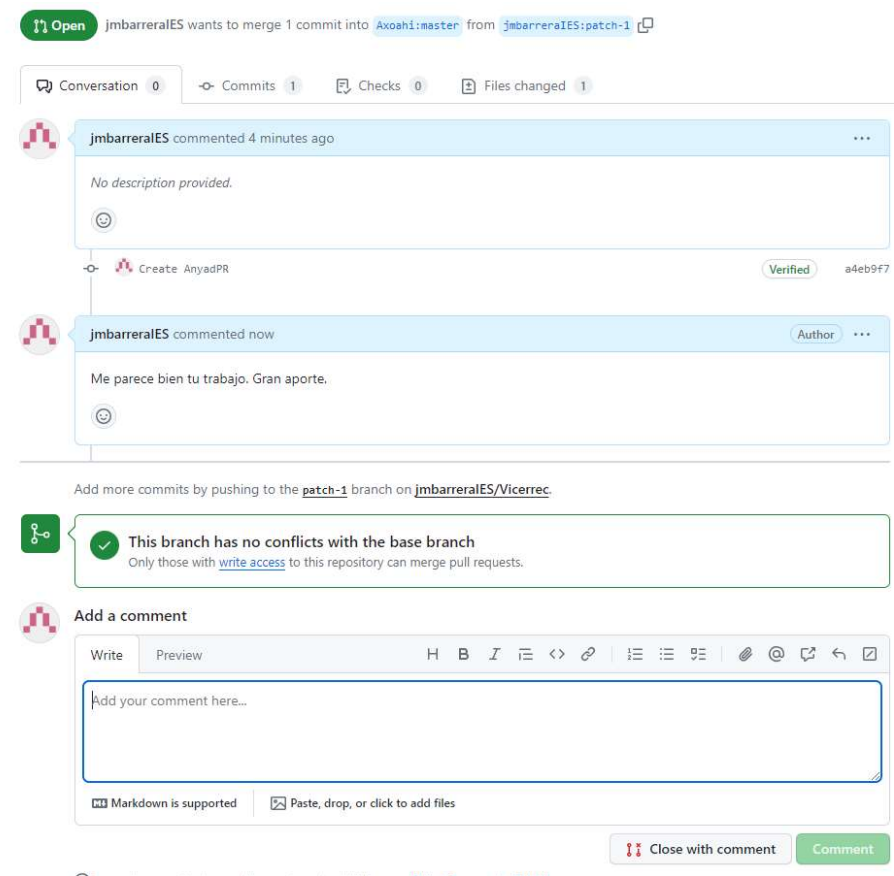 Open jmbarreraIES wants to merge 1 commit into Axoahi:master from jmbarreraIES:patch-1
Conversation 0 Commits 1 Checks 0 Files changed 1
jmbarreraIES commented 4 minutes ago
No description provided.
Create AnyadPR Verified a4eb9f7
jmbarreraIES commented now Author
Me parece bien tu trabajo. Gran aporte.
Add more commits by pushing to the patch-1 branch on jmbarreraIES/Vicerrec.
This branch has no conflicts with the base branch
Only those with write access to this repository can merge pull requests.
Add a comment
Write Preview
Add your comment here...
Markdown is supported Paste, drop, or click to add files
Close with comment Comment